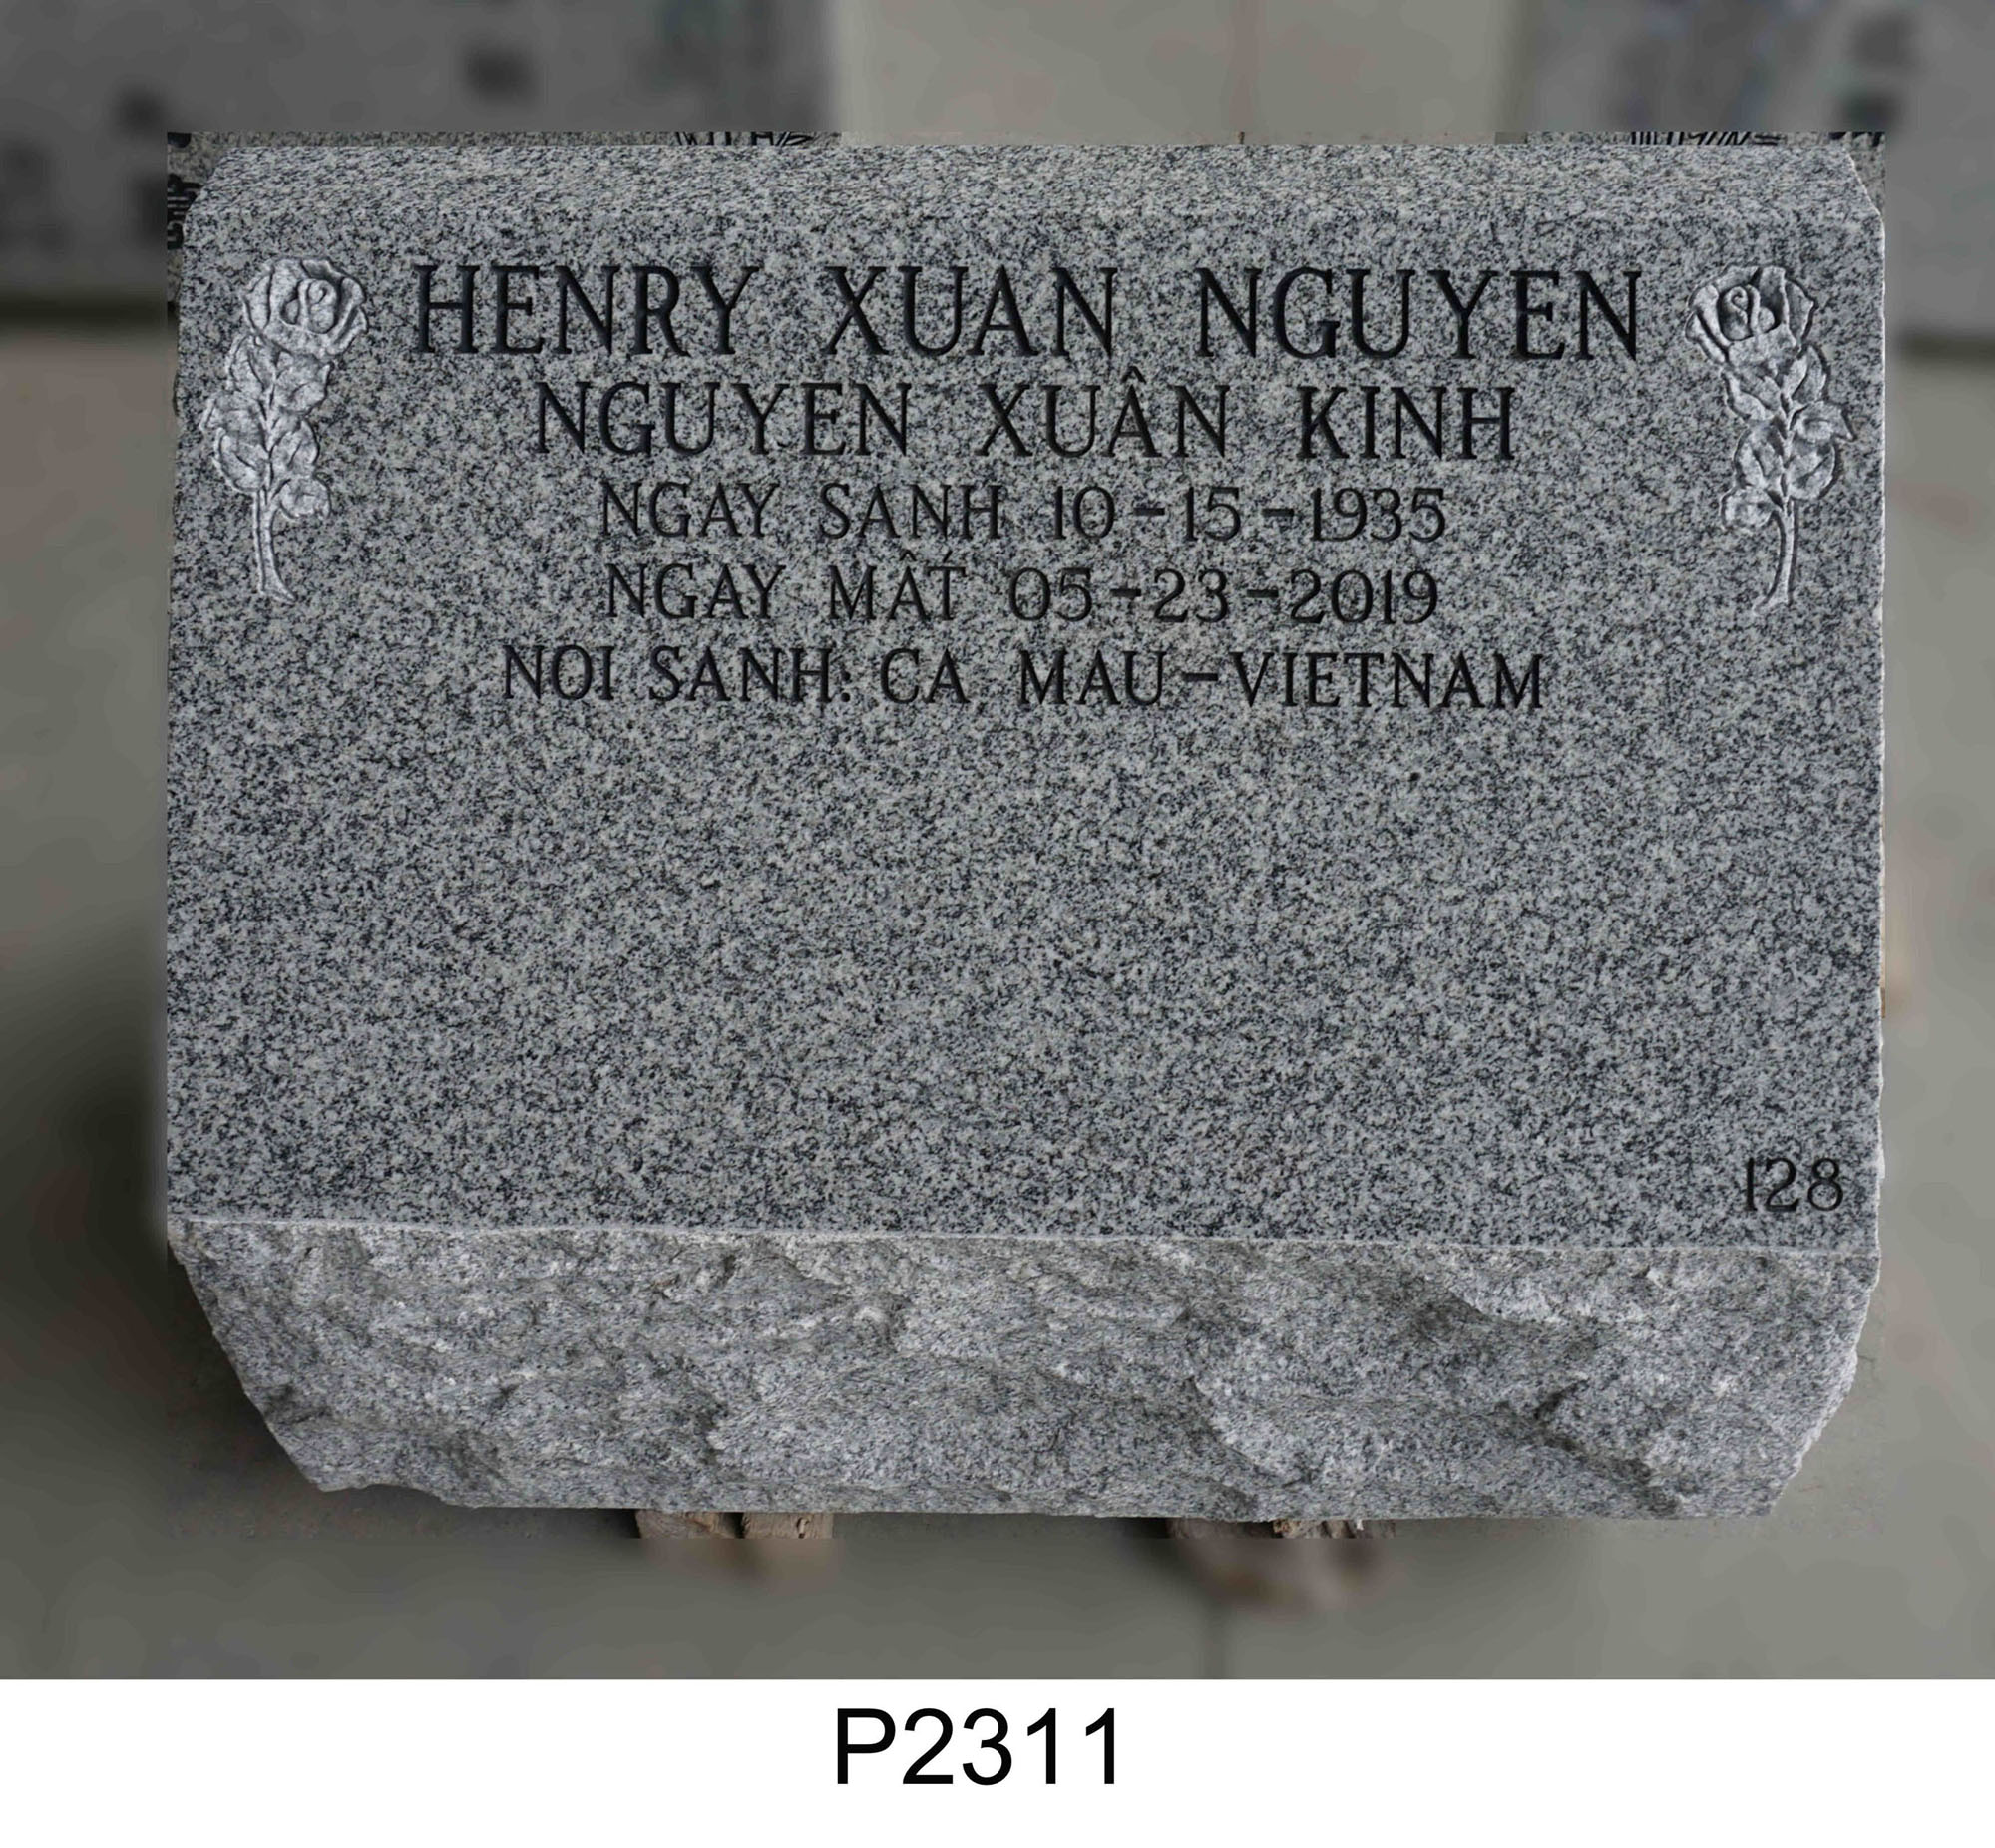 HENRY XUAN NGUYEN
NGUYEN XUÂN KINH
NGAY SANH 10-15-1935
NGAY MẤT 05-23-2019
NOI SANH: CA MAU-VIETNAM
128
P2311